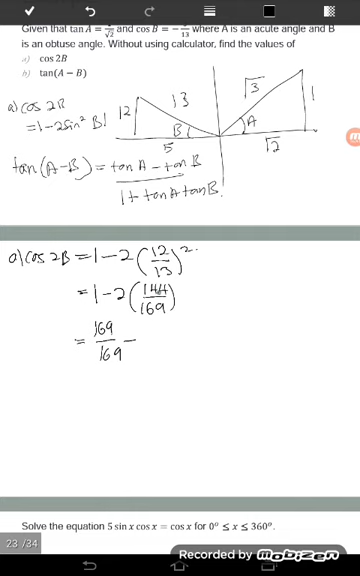 Given that tan A = 1/√2 and cos B = −5/13 where A is an acute angle and B
is an obtuse angle. Without using calculator, find the values of
a) cos 2B
b) tan(A − B)
a) cos 2B
= 1 − 2sin² B
12
13
B
5
√3
1
A
√2
tan(A−B) = tan A − tan B / 1 + tan A tan B
a) cos 2B = 1 − 2(12/13)²
= 1 − 2(144/169)
= 169/169 −
Solve the equation 5 sin x cos x = cos x for 0° ≤ x ≤ 360°.
23 /34
Recorded by Mobizen